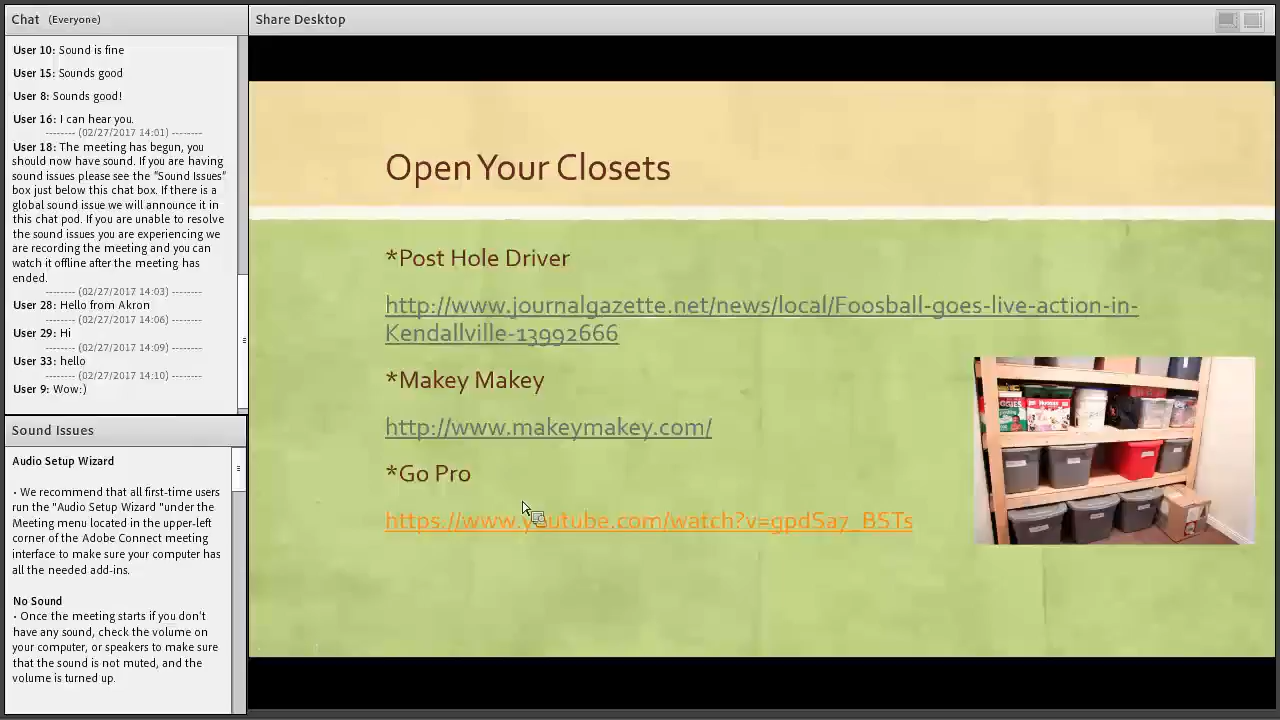 Chat (Everyone)
User 10: Sound is fine
User 15: Sounds good
User 8: Sounds good!
User 16: I can hear you.
-------- (02/27/2017 14:01) --------
User 18: The meeting has begun, you
should now have sound. If you are having
sound issues please see the "Sound Issues"
box just below this chat box. If there is a
global sound issue we will announce it in
this chat pod. If you are unable to resolve
the sound issues you are experiencing we
are recording the meeting and you can
watch it offline after the meeting has
ended.
-------- (02/27/2017 14:03) --------
User 28: Hello from Akron
-------- (02/27/2017 14:06) --------
User 29: Hi
-------- (02/27/2017 14:09) --------
User 33: hello
-------- (02/27/2017 14:10) --------
User 9: Wow:)
Sound Issues
Audio Setup Wizard
• We recommend that all first-time users
run the "Audio Setup Wizard "under the
Meeting menu located in the upper-left
corner of the Adobe Connect meeting
interface to make sure your computer has
all the needed add-ins.
No Sound
• Once the meeting starts if you don't
have any sound, check the volume on
your computer, or speakers to make sure
that the sound is not muted, and the
volume is turned up.
Share Desktop
Open Your Closets
*Post Hole Driver
http://www.journalgazette.net/news/local/Foosball-goes-live-action-in-
Kendallville-13992666
*Makey Makey
http://www.makeymakey.com/
*Go Pro
https://www.youtube.com/watch?v=gpdSa7_BSTs